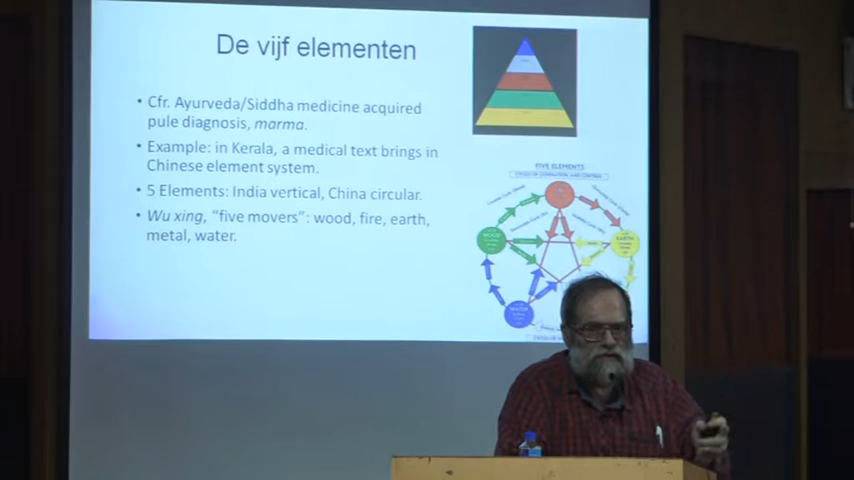 De vijf elementen
• Cfr. Ayurveda/Siddha medicine acquired
pule diagnosis, marma.
• Example: in Kerala, a medical text brings in
Chinese element system.
• 5 Elements: India vertical, China circular.
• Wu xing, "five movers": wood, fire, earth,
metal, water.
FIVE ELEMENTS
WOOD
EARTH
WATER